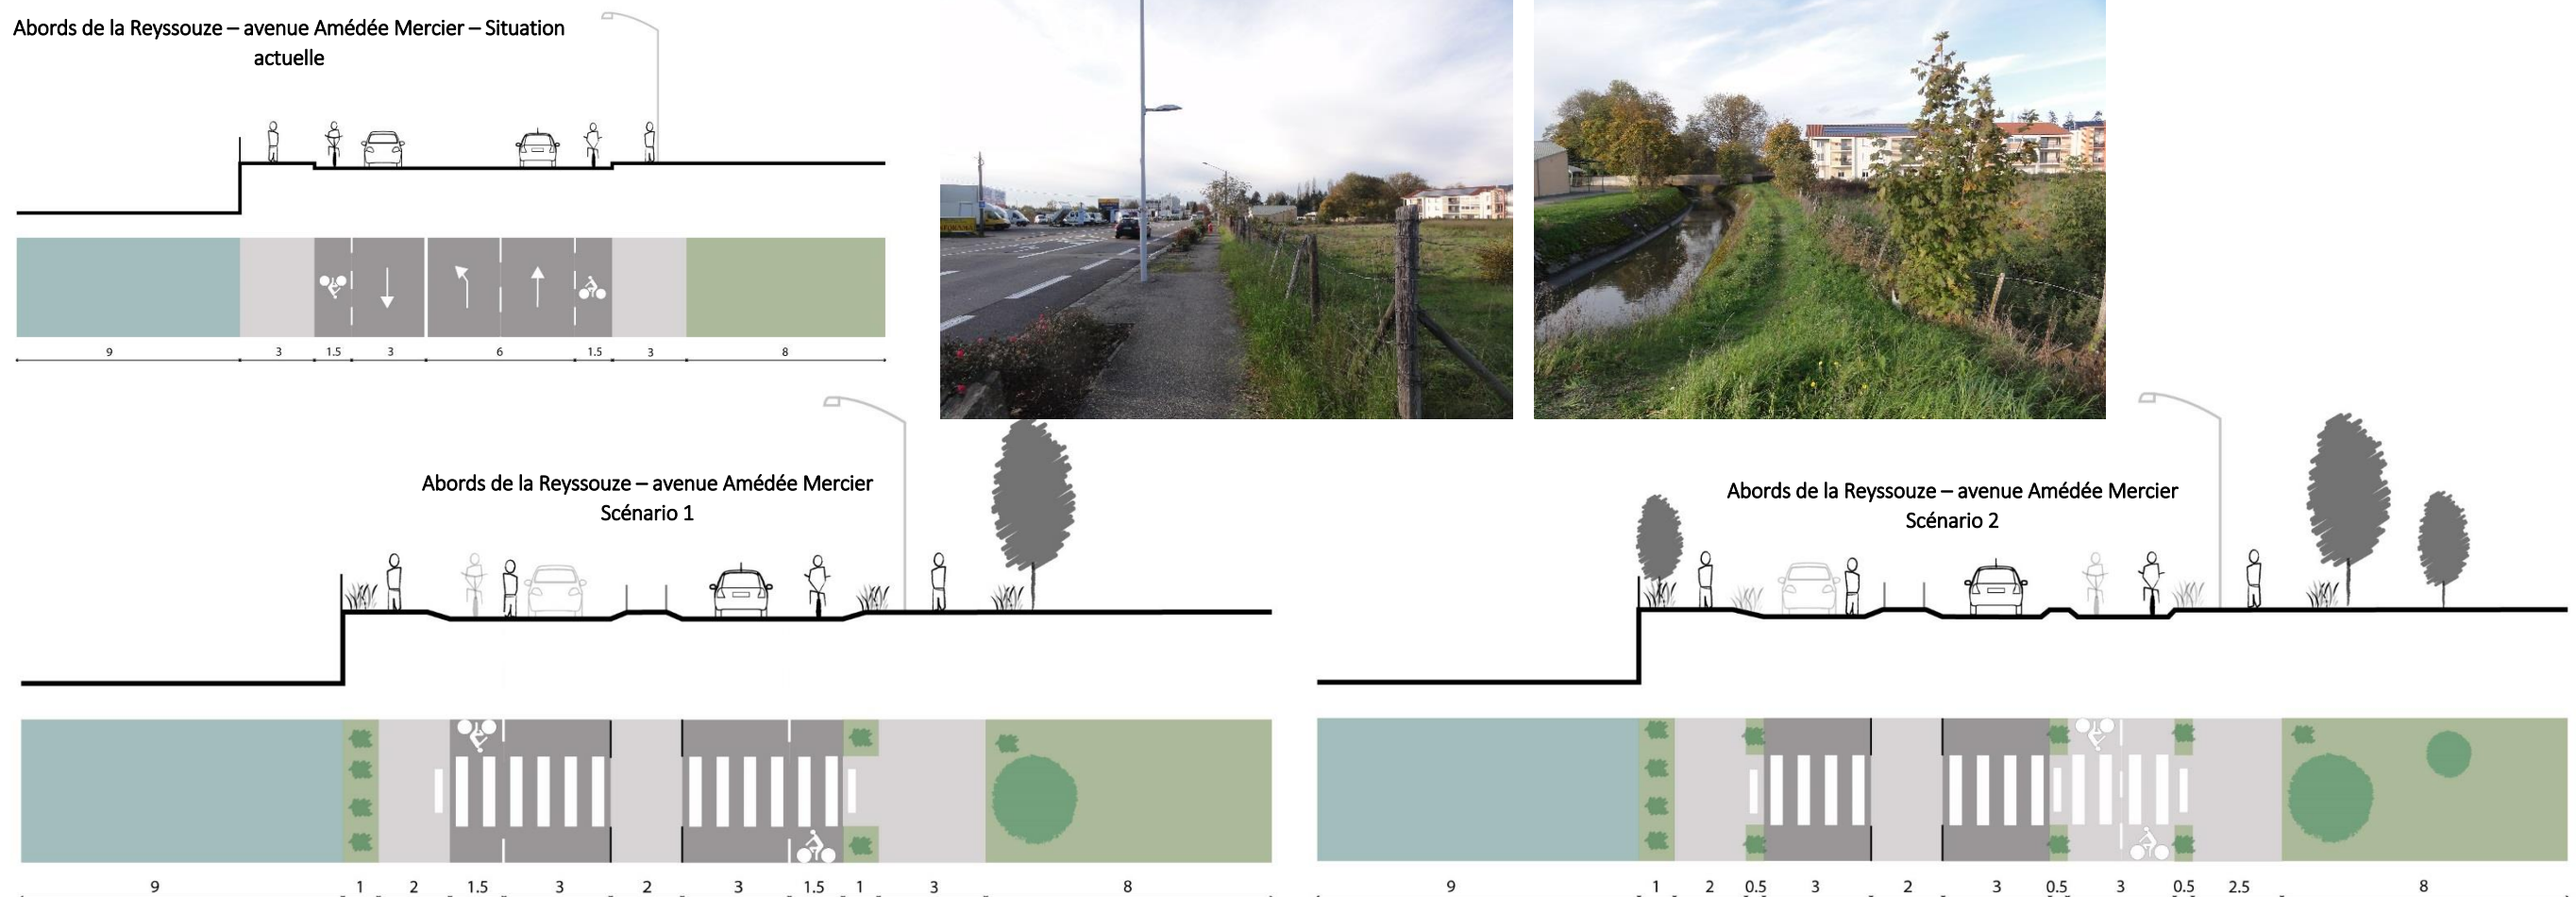 Abords de la Reyssouze – avenue Amédée Mercier – Situation
actuelle
9 3 1.5 3 6 1.5 3 8
Abords de la Reyssouze – avenue Amédée Mercier
Scénario 1
9 1 2 1.5 3 2 3 1.5 1 3 8
Abords de la Reyssouze – avenue Amédée Mercier
Scénario 2
9 1 2 0.5 3 2 3 0.5 3 0.5 2.5 8